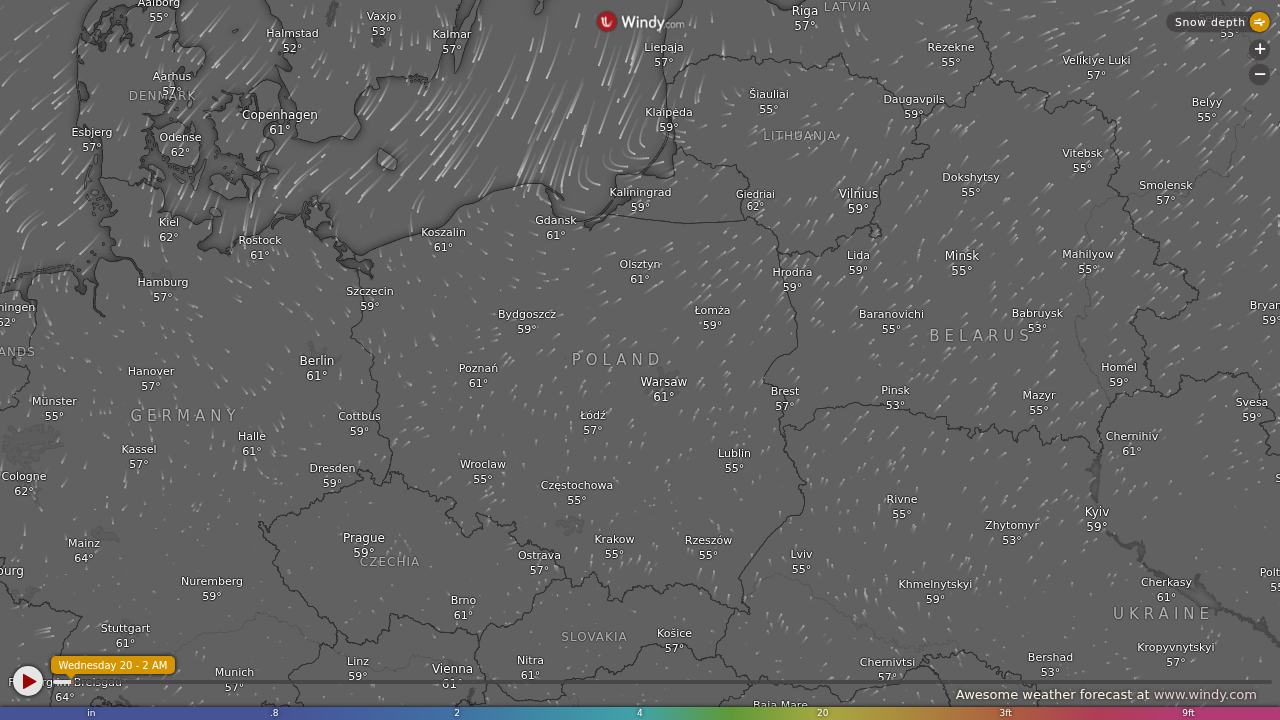 Aalborg
55°
Vaxjo
53°
Halmstad
52°
Kalmar
57°
Windy.com
Riga
57°
LATVIA
Liepaja
57°
Rēzekne
55°
Snow depth
55°
Velikiye Luki
57°
+
−
Aarhus
57°
DENMARK
Copenhagen
61°
Esbjerg
57°
Odense
62°
Klaipėda
59°
Šiauliai
55°
LITHUANIA
Daugavpils
59°
Belyy
55°
Vitebsk
55°
Dokshytsy
55°
Smolensk
57°
Kaliningrad
59°
Giedriai
62°
Vilnius
59°
Kiel
62°
Rostock
61°
Koszalin
61°
Gdansk
61°
Olsztyn
61°
Hrodna
59°
Lida
59°
Minsk
55°
Mahilyow
55°
Hamburg
57°
Szczecin
59°
Bydgoszcz
59°
Łomża
59°
Baranovichi
55°
Babruysk
53°
BELARUS
POLAND
Berlin
61°
Hanover
57°
Poznań
61°
Warsaw
61°
Brest
57°
Pinsk
53°
Mazyr
55°
Homel
59°
Svesa
59°
Münster
55°
GERMANY
Cottbus
59°
Łódź
57°
Kassel
57°
Halle
61°
Chernihiv
61°
Cologne
62°
Dresden
59°
Wroclaw
55°
Częstochowa
55°
Lublin
55°
Rivne
55°
Kyiv
59°
Zhytomyr
53°
Mainz
64°
Prague
59°
CZECHIA
Ostrava
57°
Krakow
55°
Rzeszow
55°
Lviv
55°
Nuremberg
59°
Brno
61°
Khmelnytskyi
59°
Cherkasy
61°
UKRAINE
Stuttgart
61°
SLOVAKIA
Košice
57°
Kropyvnytskyi
57°
Wednesday 20 - 2 AM
Munich
57°
Linz
59°
Vienna
61°
Nitra
61°
Chernivtsi
57°
Bershad
53°
64°
Baia Mare
Awesome weather forecast at www.windy.com
in .8 2 4 20 3ft 9ft